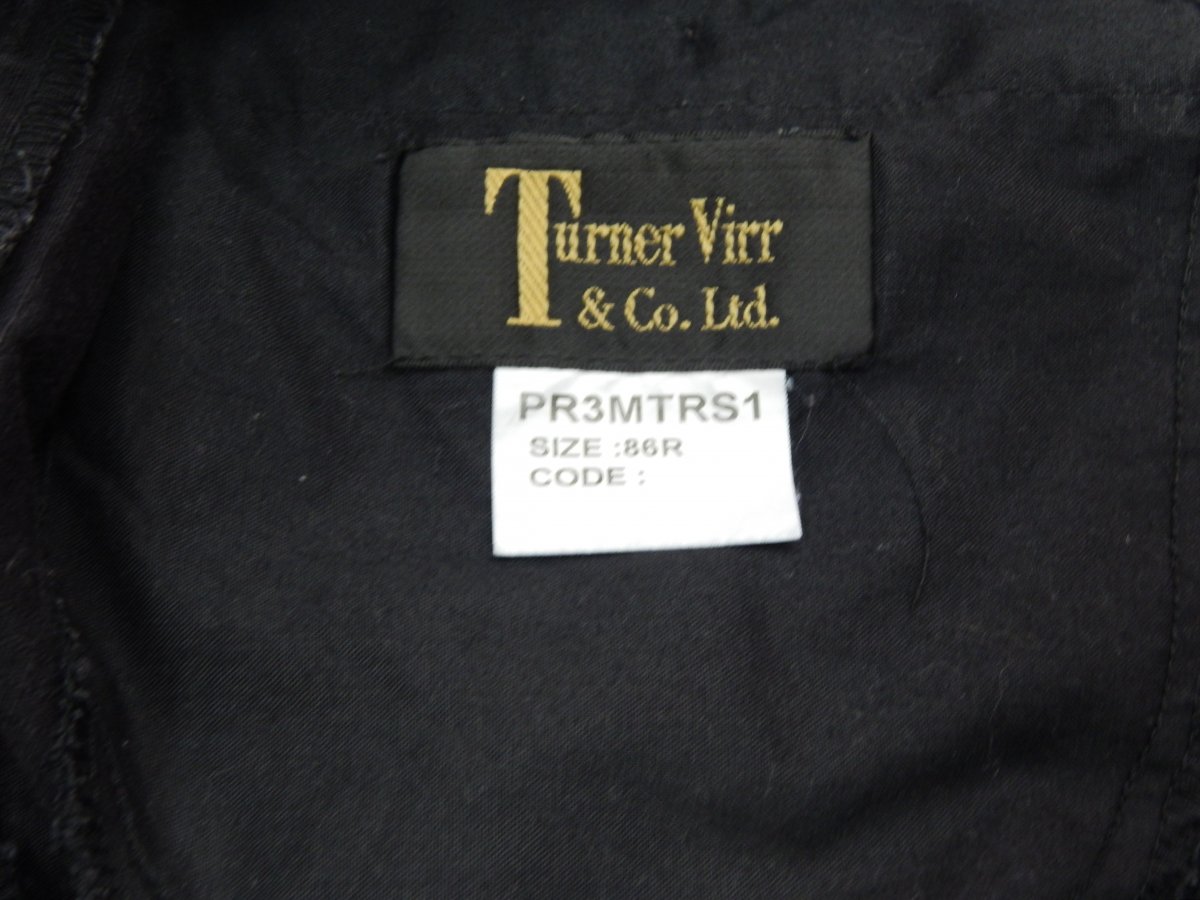 Turner Virr
& Co. Ltd.
PR3MTRS1
SIZE :86R
CODE :